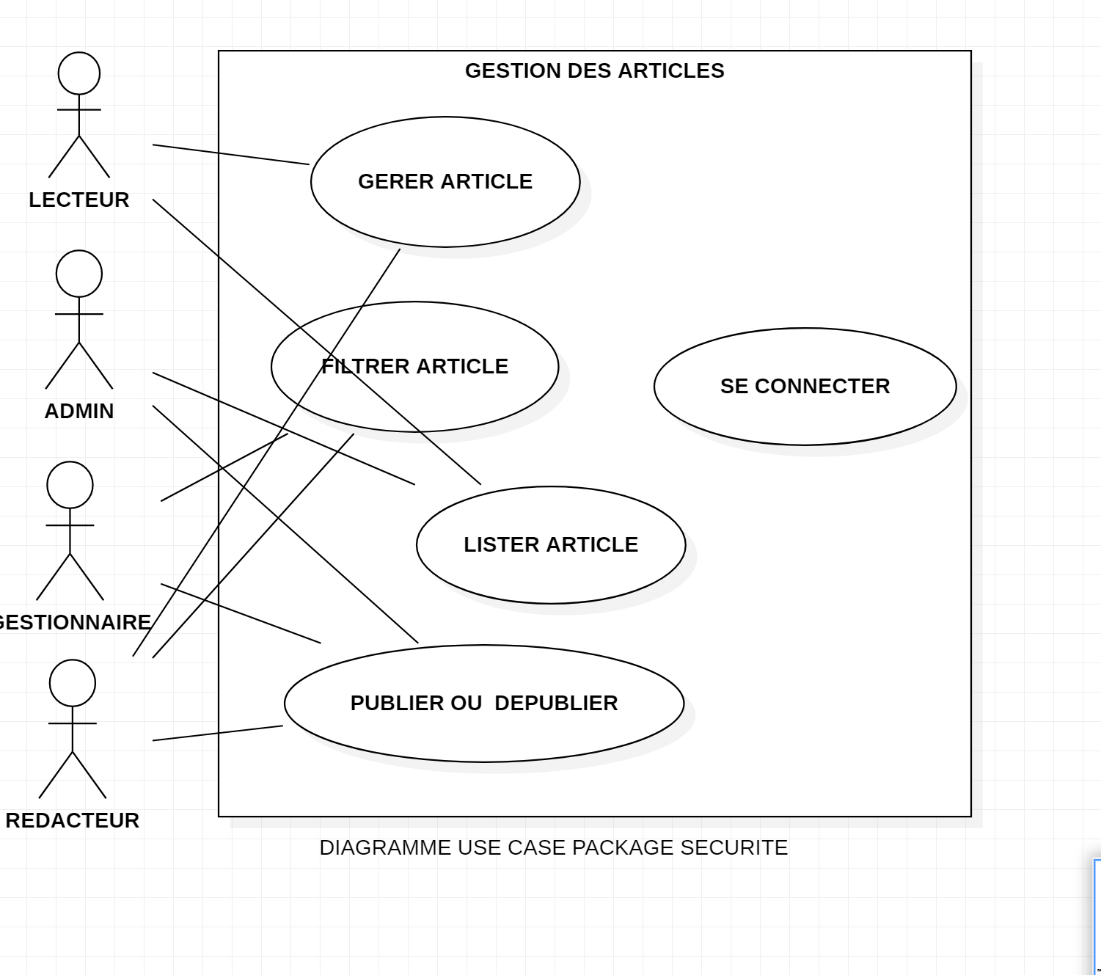 GESTION DES ARTICLES
LECTEUR
GERER ARTICLE
ADMIN
FILTRER ARTICLE
SE CONNECTER
GESTIONNAIRE
LISTER ARTICLE
REDACTEUR
PUBLIER OU  DEPUBLIER
DIAGRAMME USE CASE PACKAGE SECURITE